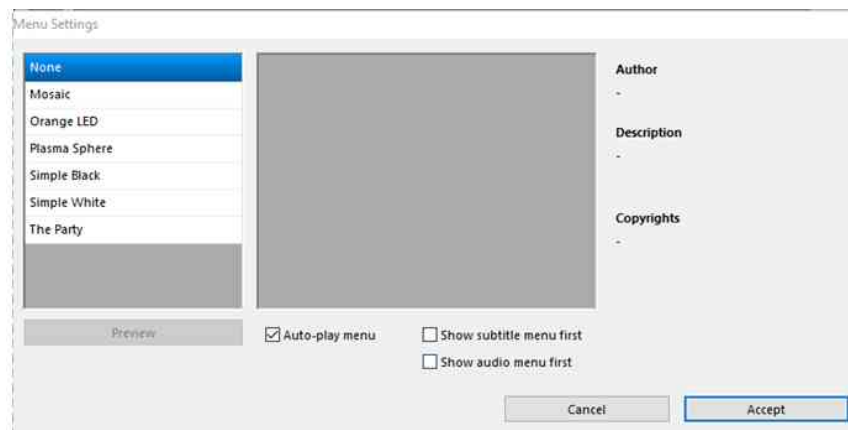 Menu Settings
None
Mosaic
Orange LED
Plasma Sphere
Simple Black
Simple White
The Party
Author
-
Description
-
Copyrights
-
Preview
Auto-play menu
Show subtitle menu first
Show audio menu first
Cancel
Accept